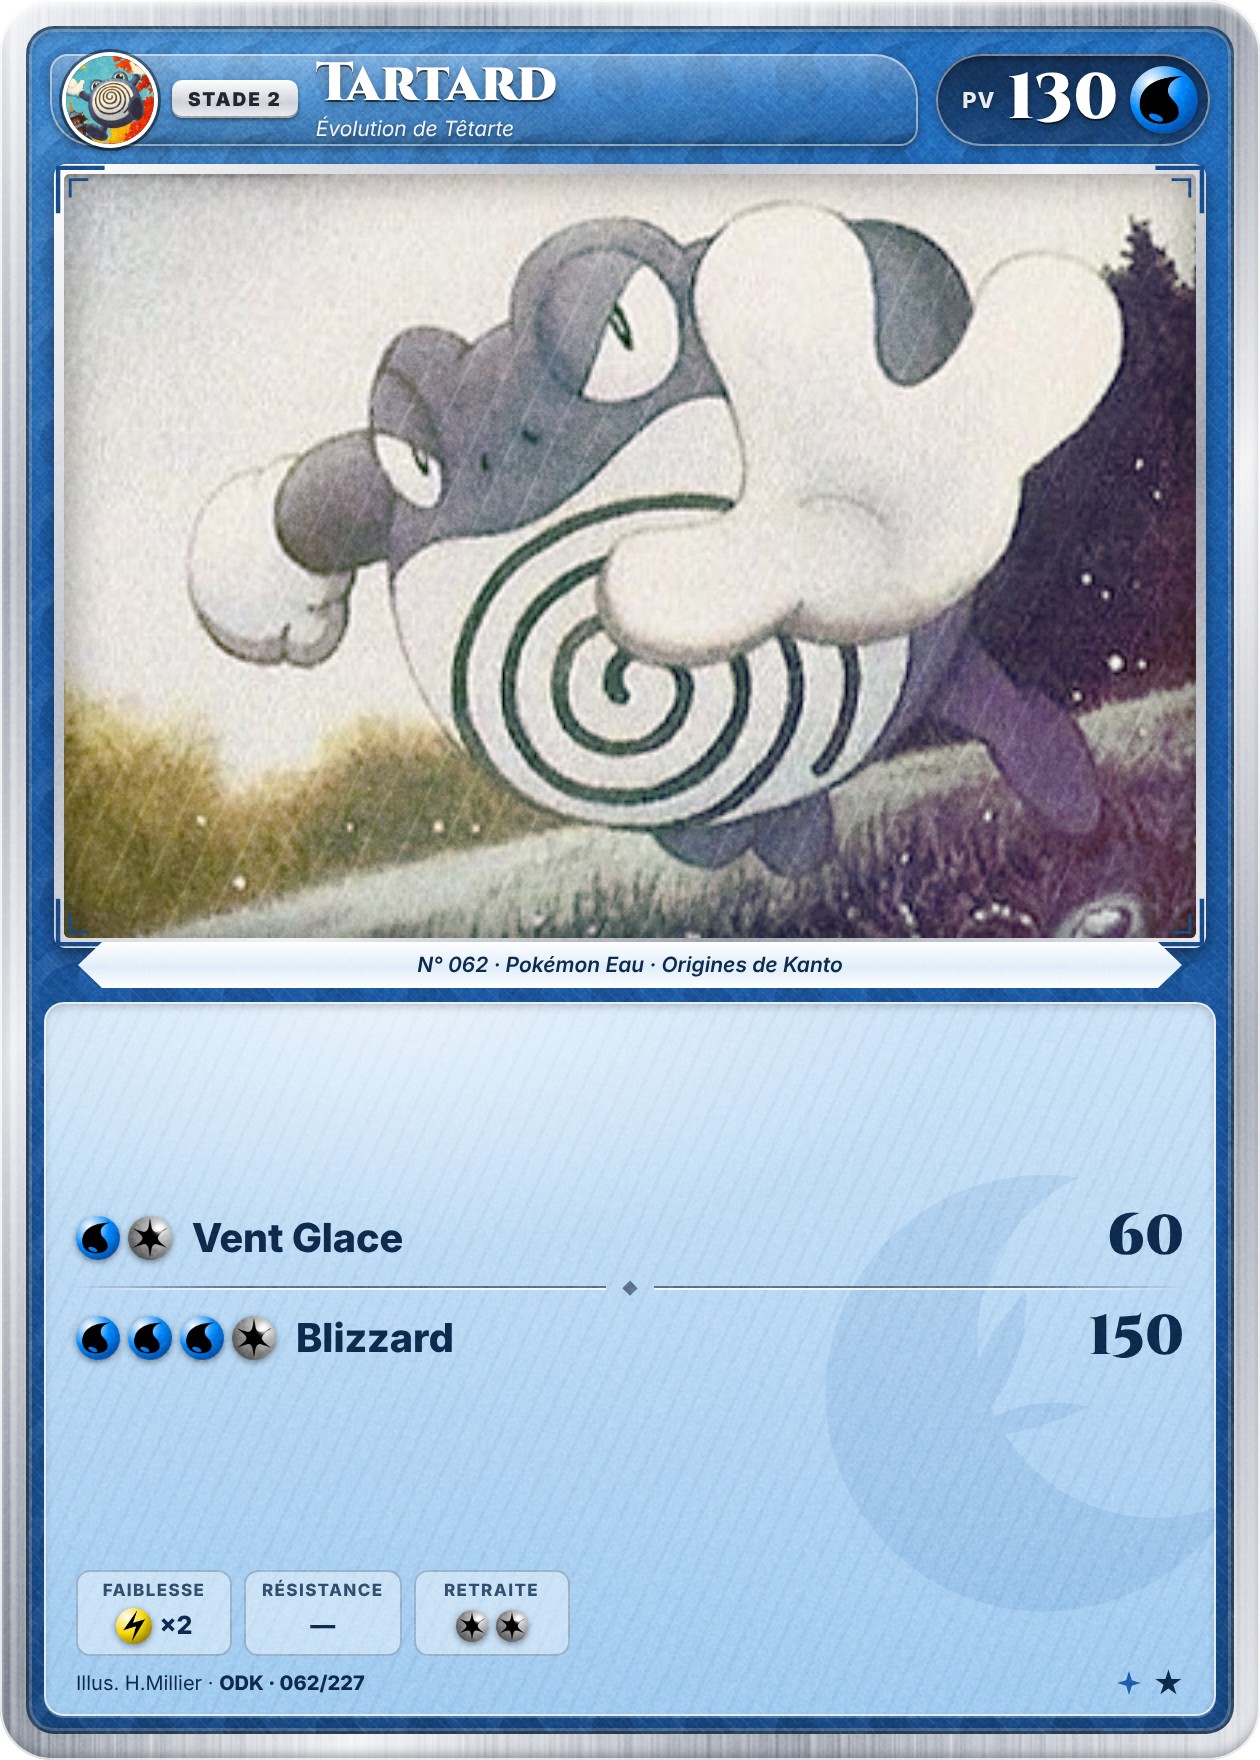 STADE 2
TARTARD
Évolution de Têtarte
PV 130
N° 062 · Pokémon Eau · Origines de Kanto
Vent Glace 60
Blizzard 150
FAIBLESSE
×2
RÉSISTANCE
—
RETRAITE
Illus. H.Millier · ODK · 062/227